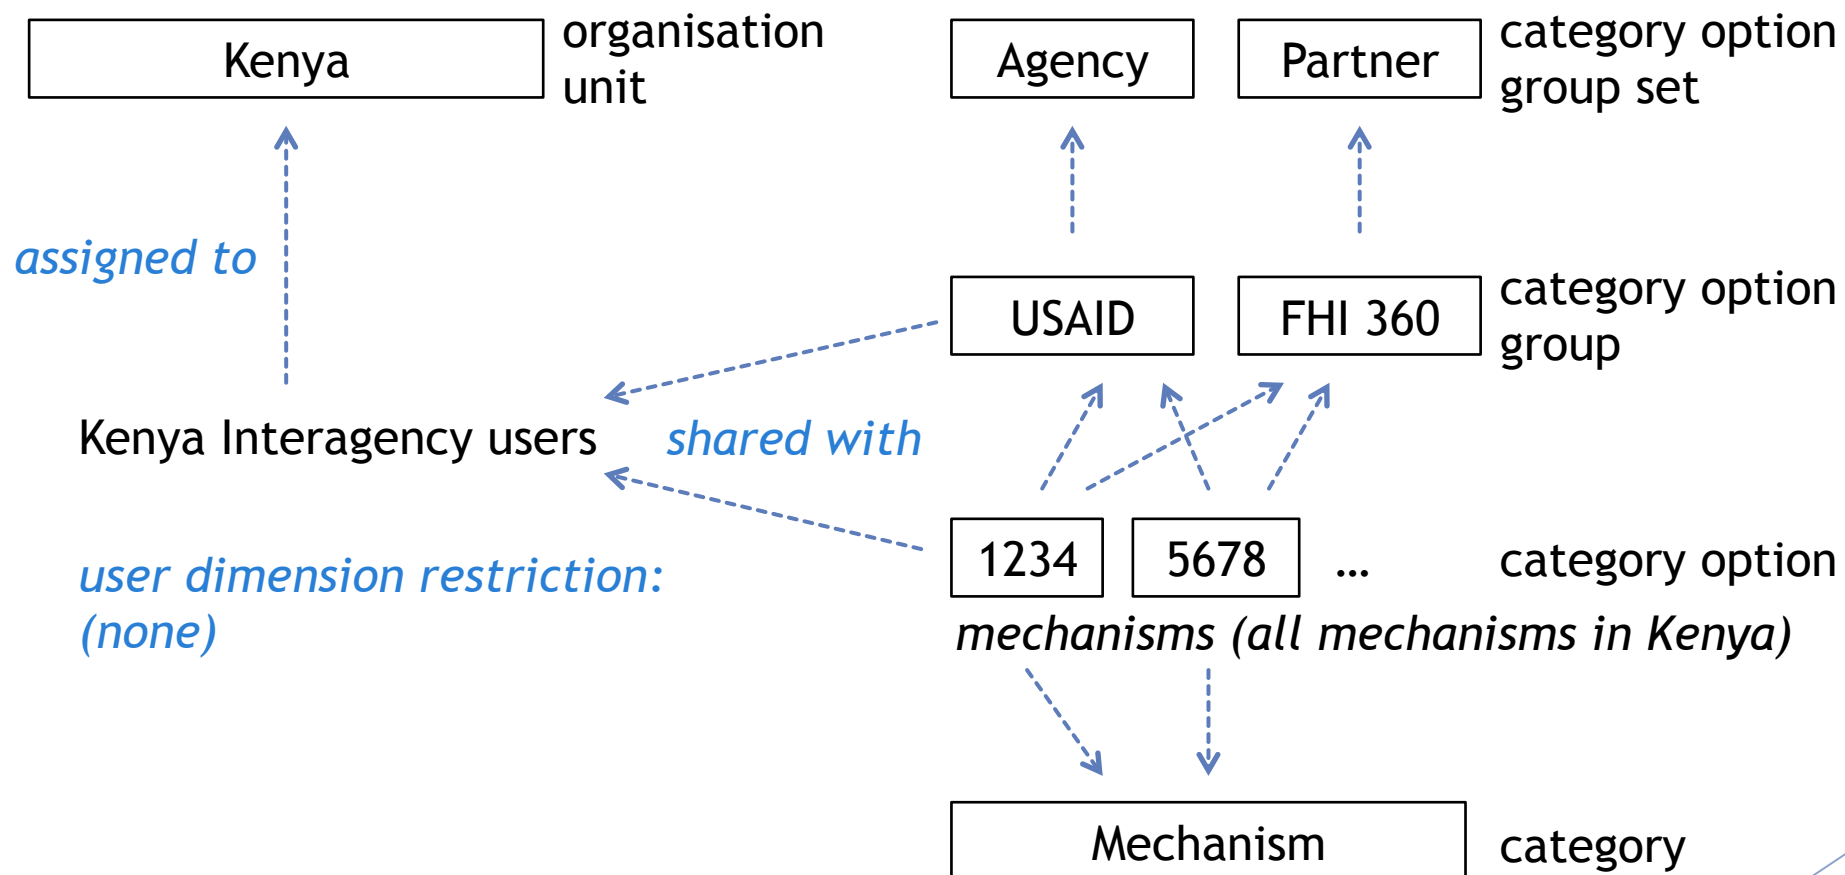 Kenya
organisation
unit
Agency
Partner
category option
group set
assigned to
USAID
FHI 360
category option
group
Kenya Interagency users
shared with
1234
5678
...
category option
user dimension restriction:
(none)
mechanisms (all mechanisms in Kenya)
Mechanism
category